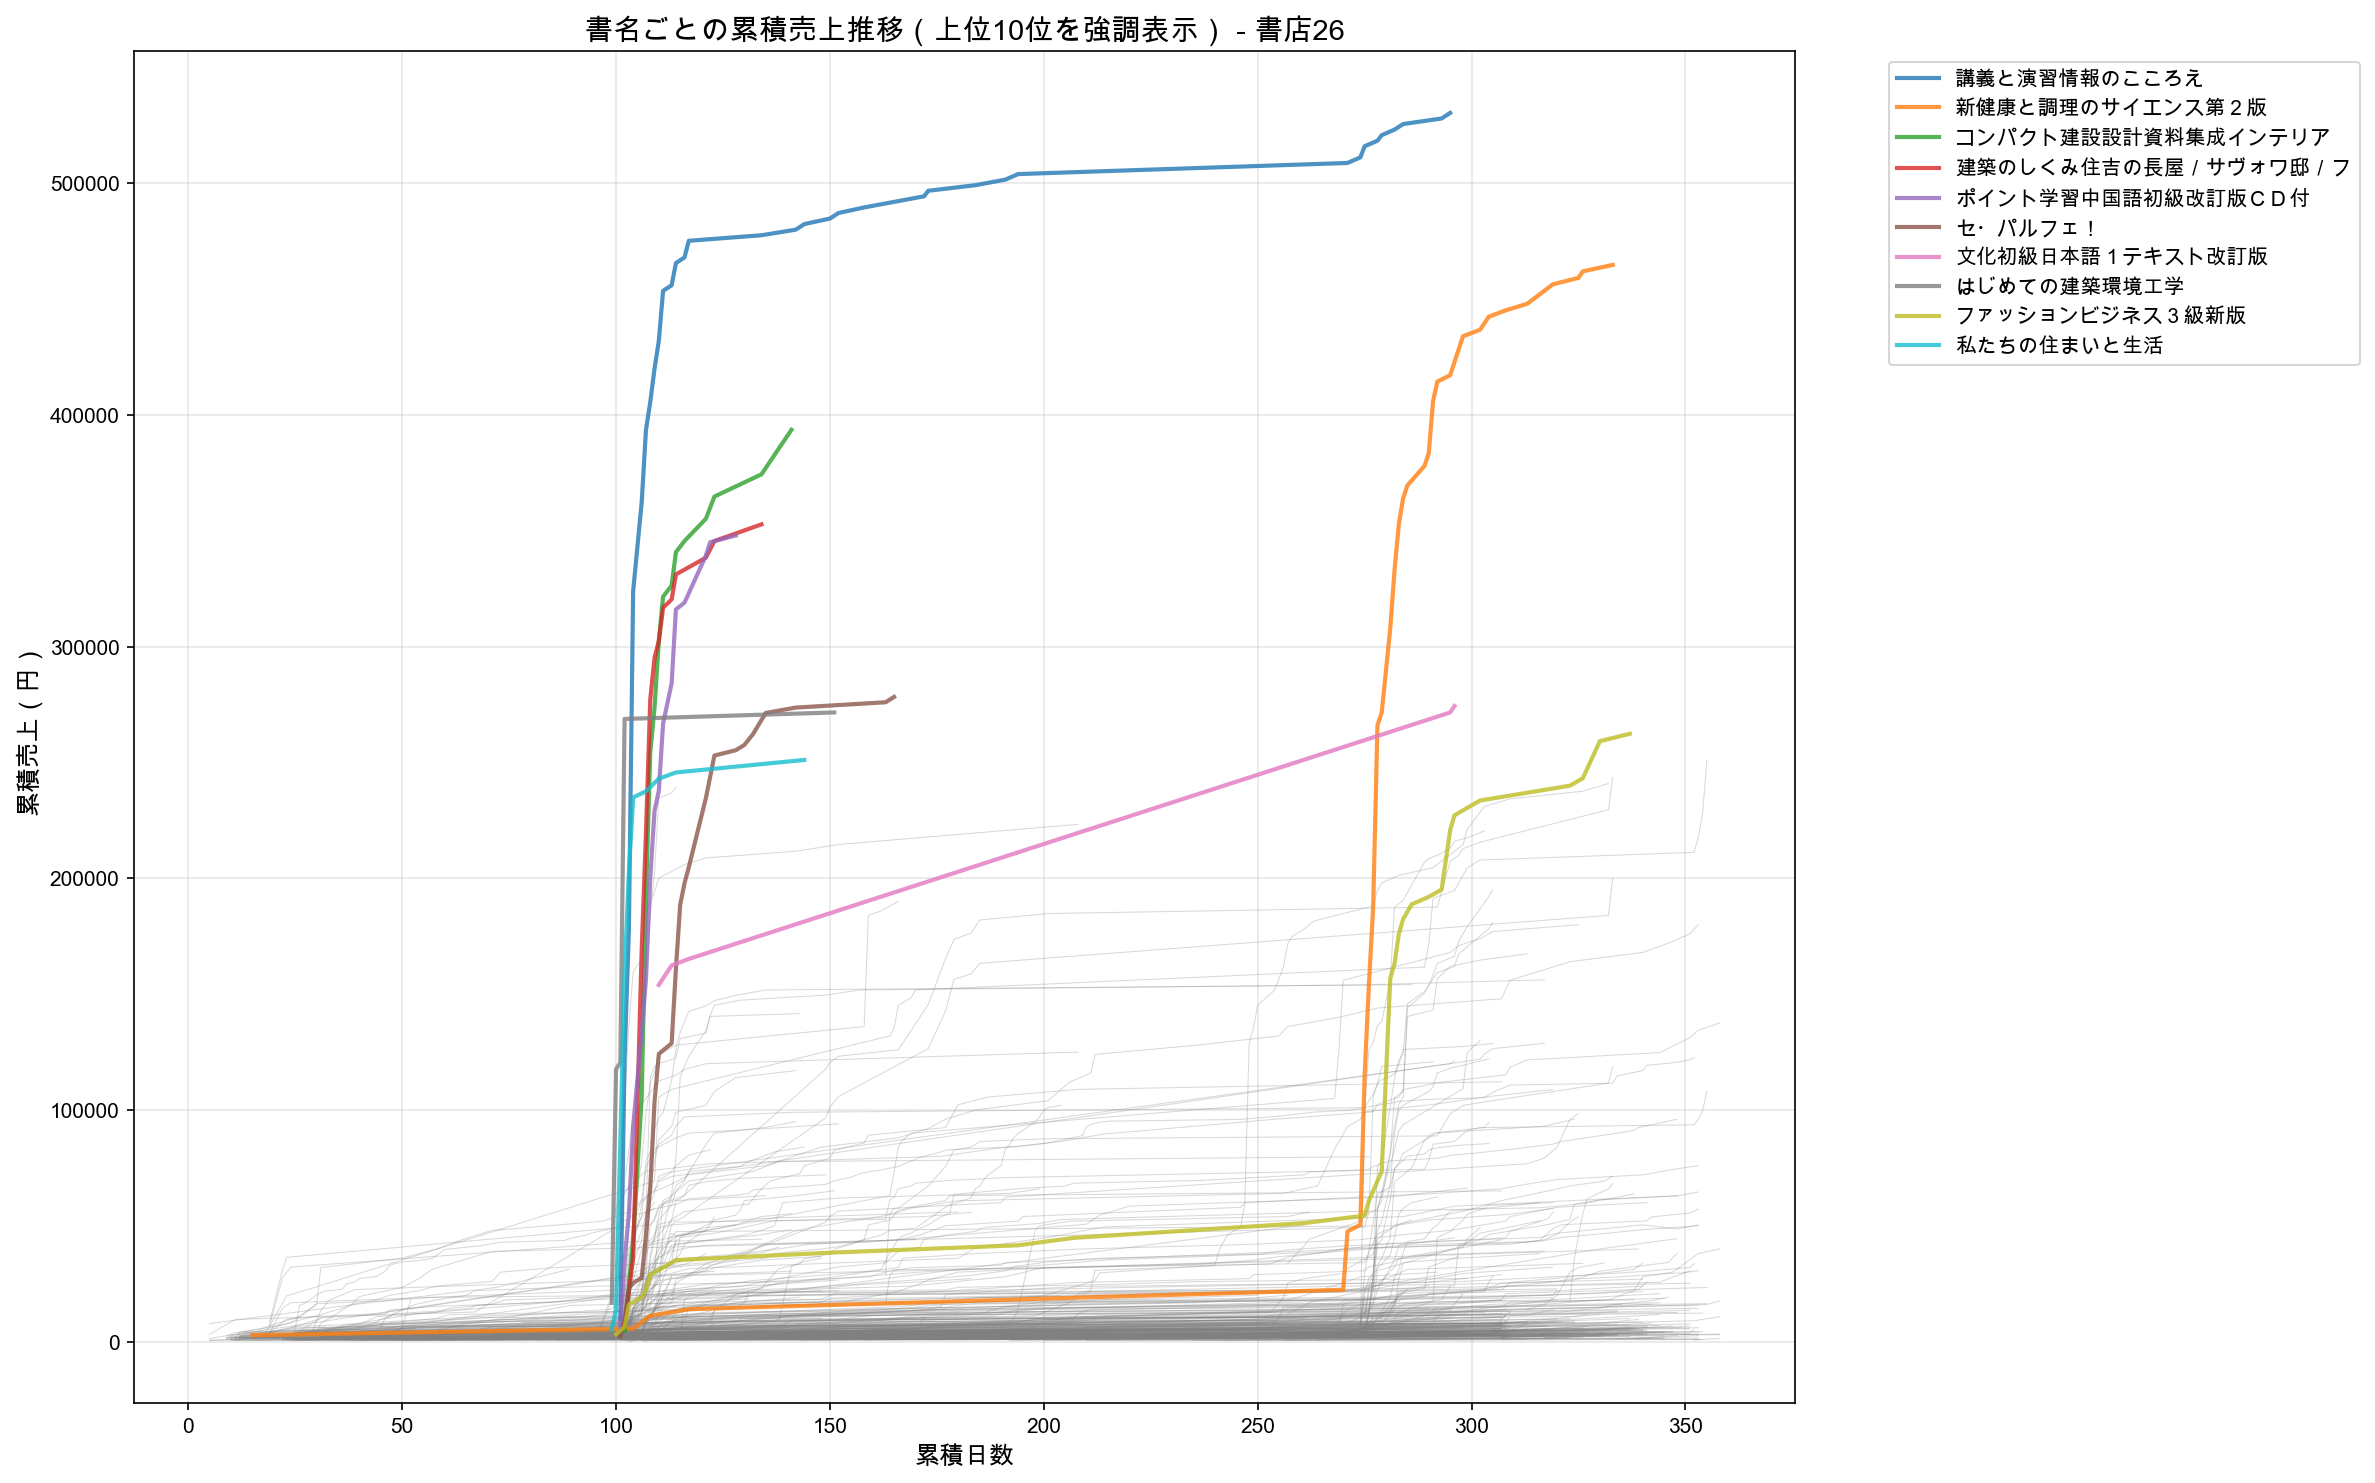 書名ごとの累積売上推移(上位10位を強調表示) - 書店26
累積売上(円)
500000
400000
300000
200000
100000
0
0 50 100 150 200 250 300 350
累積日数
講義と演習情報のこころえ
新健康と調理のサイエンス第2版
コンパクト建設設計資料集成インテリア
建築のしくみ住吉の長屋/サヴォワ邸/フ
ポイント学習中国語初級改訂版CD付
セ・パルフェ!
文化初級日本語1テキスト改訂版
はじめての建築環境工学
ファッションビジネス3級新版
私たちの住まいと生活